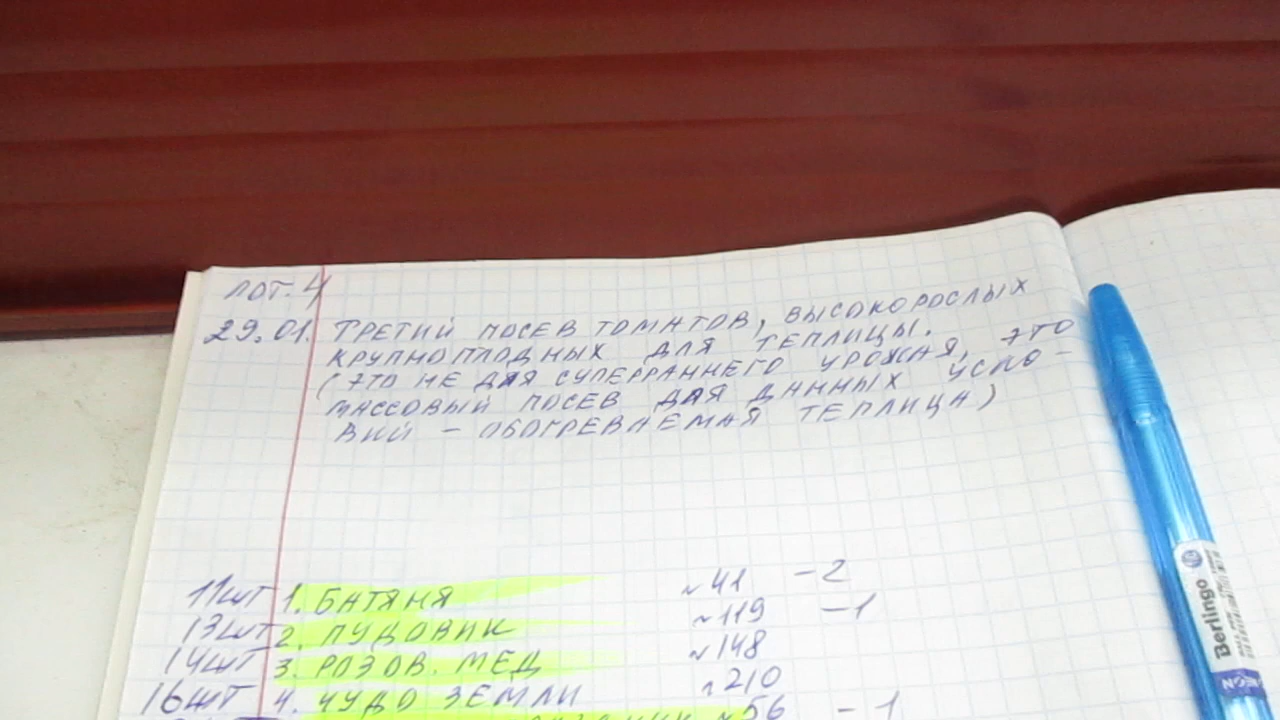 ЛОТ. 4
29.01. ТРЕТИЙ ПОСЕВ ТОМАТОВ, ВЫСОКОРОСЛЫХ
КРУПНОПЛОДНЫХ ДЛЯ ТЕПЛИЦЫ.
(ЭТО НЕ ДЛЯ СУПЕРРАННЕГО УРОЖАЯ, ЭТО
МАССОВЫЙ ПОСЕВ ДЛЯ ДАННЫХ УСЛО-
ВИЙ - ОБОГРЕВАЕМАЯ ТЕПЛИЦА)
11ШТ 1. БАТЯНЯ ~41 -2
13ШТ 2. ПУДОВИК ~119 -1
14ШТ 3. РОЗОВ. МЕД ~148
16ШТ 4. ЧУДО ЗЕМЛИ ~210
56 -1
Berlingo